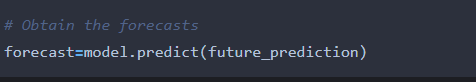 # Obtain the forecasts
forecast=model.predict(future_prediction)